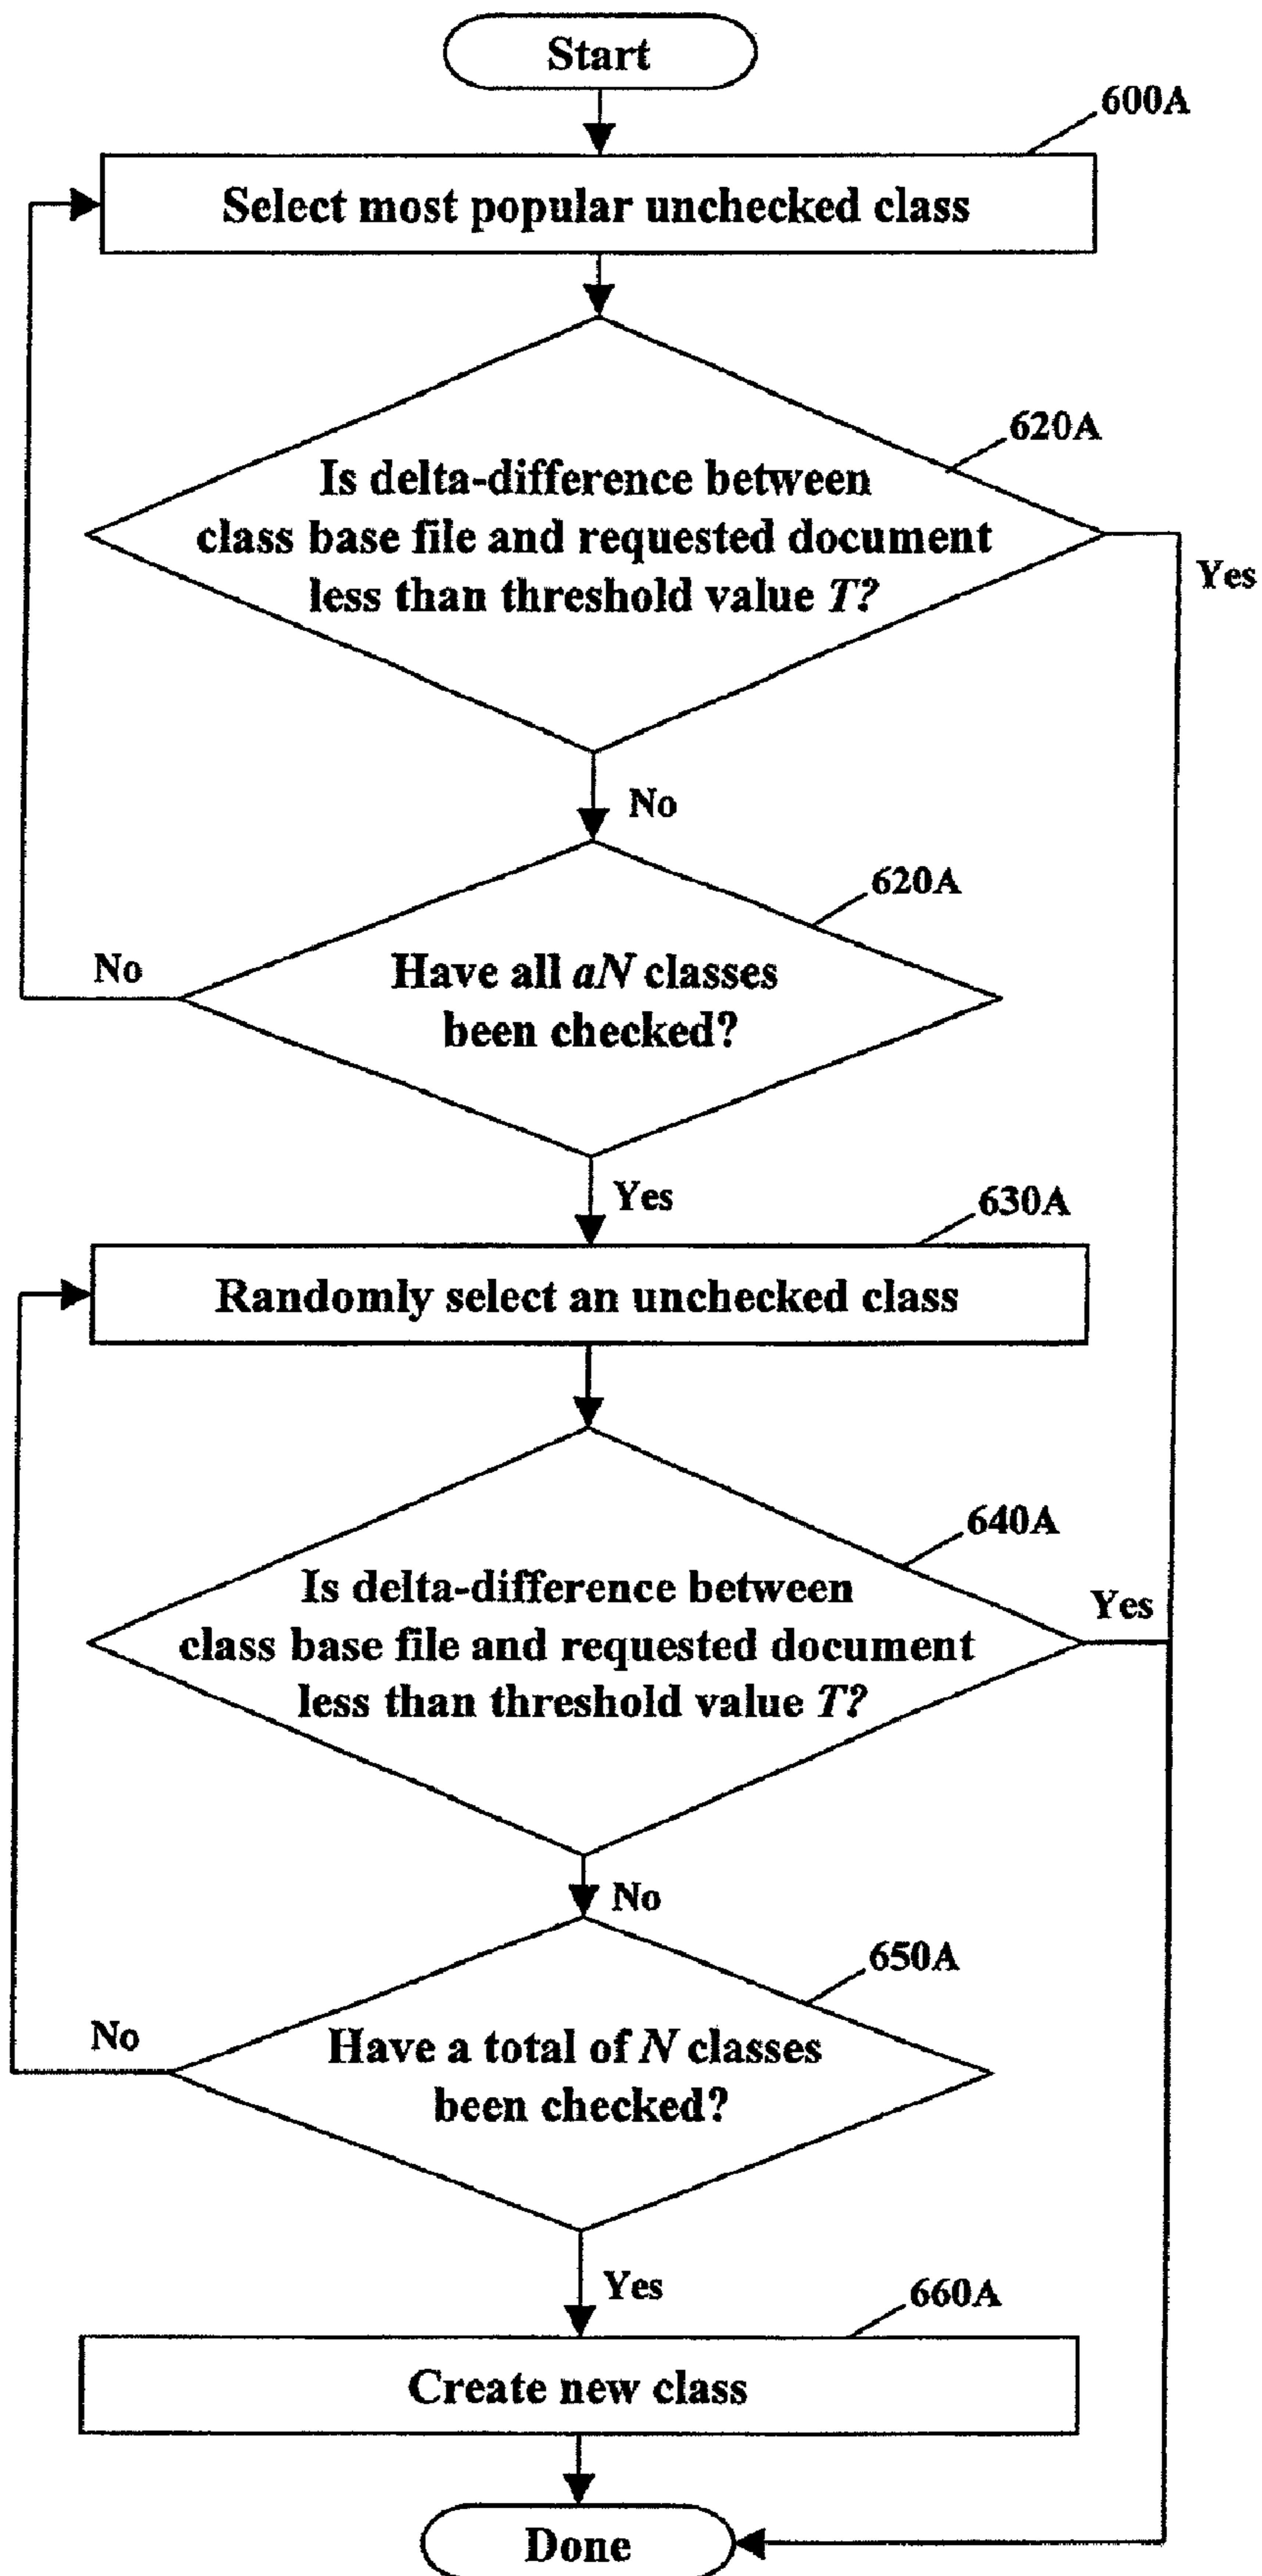 Start
600A
Select most popular unchecked class
620A
Is delta-difference between
class base file and requested document
less than threshold value T?
Yes
No
620A
Have all aN classes
been checked?
No
Yes
630A
Randomly select an unchecked class
640A
Is delta-difference between
class base file and requested document
less than threshold value T?
Yes
No
650A
Have a total of N classes
been checked?
No
Yes
660A
Create new class
Done